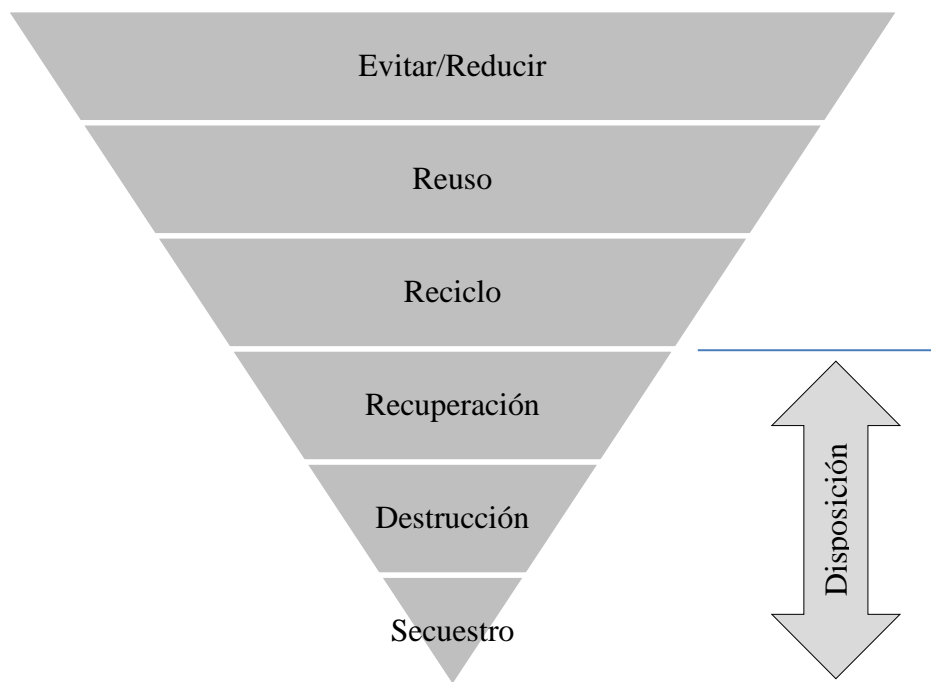 Evitar/Reducir
Reuso
Reciclo
Recuperación
Destrucción
Secuestro
Disposición